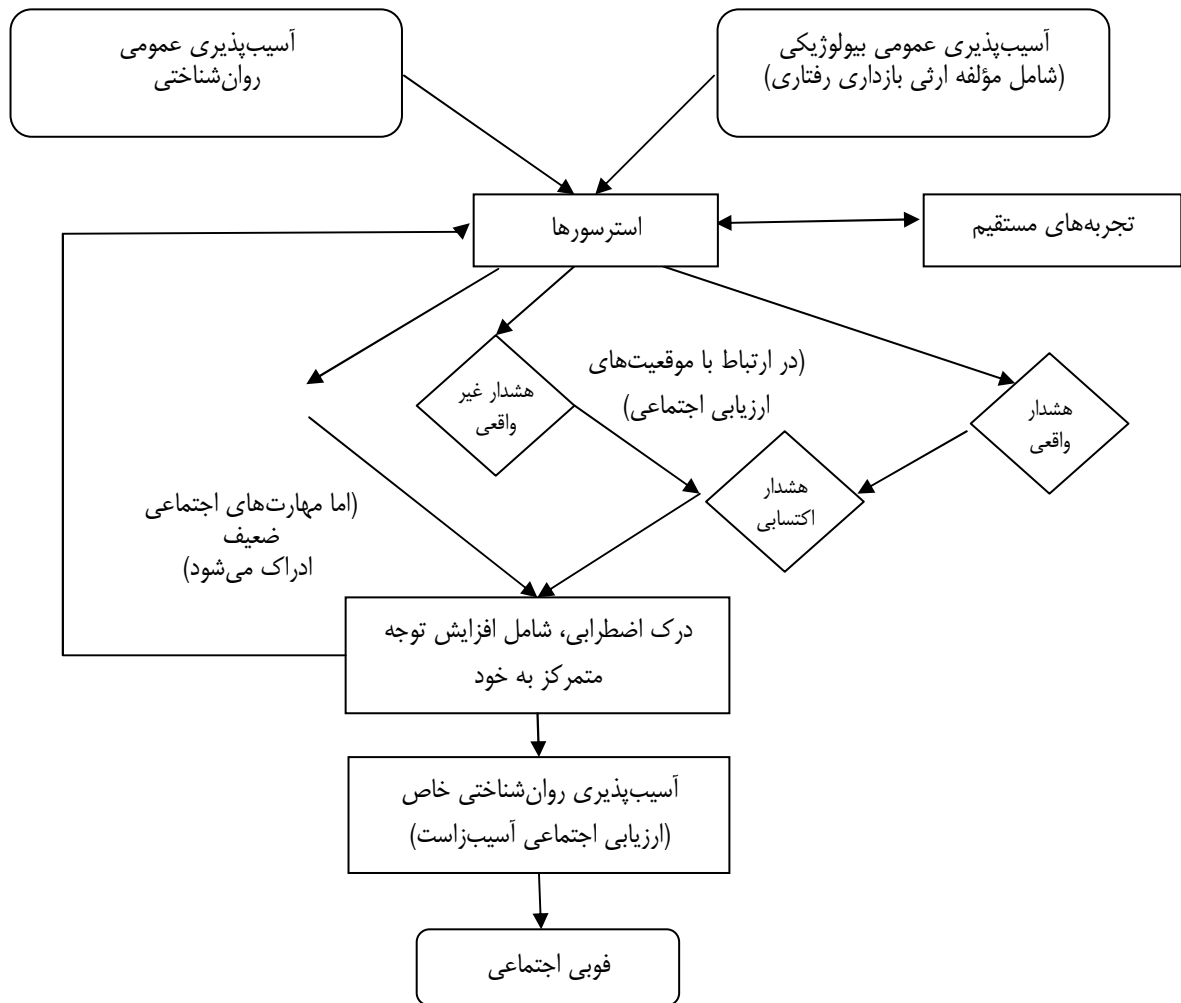 آسیب‌پذیری عمومی بیولوژیکی
(شامل مؤلفه ارثی بازداری رفتاری)
آسیب‌پذیری عمومی
روان‌شناختی
استرسورها
تجربه‌های مستقیم
(در ارتباط با موقعیت‌های
ارزیابی اجتماعی)
هشدار
واقعی
هشدار غیر
واقعی
هشدار
اکتسابی
(اما مهارت‌های اجتماعی
ضعیف
ادراک می‌شود)
درک اضطرابی، شامل افزایش توجه
متمرکز به خود
آسیب‌پذیری روان‌شناختی خاص
(ارزیابی اجتماعی آسیب‌زاست)
فوبی اجتماعی